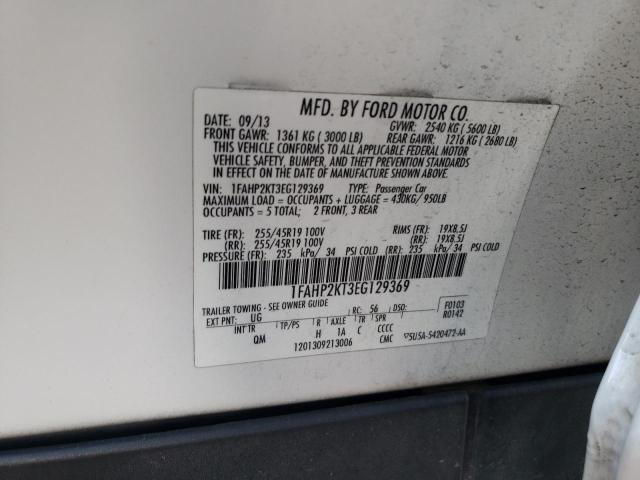 MFD. BY FORD MOTOR CO.
DATE: 09/13 GVWR: 2540 KG ( 5600 LB)
FRONT GAWR: 1361 KG ( 3000 LB) REAR GAWR: 1216 KG ( 2680 LB)
THIS VEHICLE CONFORMS TO ALL APPLICABLE FEDERAL MOTOR
VEHICLE SAFETY, BUMPER, AND THEFT PREVENTION STANDARDS
IN EFFECT ON THE DATE OF MANUFACTURE SHOWN ABOVE.
VIN: 1FAHP2KT3EG129369 TYPE: Passenger Car
MAXIMUM LOAD = OCCUPANTS + LUGGAGE = 430KG/ 950LB
OCCUPANTS = 5 TOTAL: 2 FRONT, 3 REAR
TIRE (FR): 255/45R19 100V RIMS (FR): 19X8.5J
(RR): 255/45R19 100V (RR): 19X8.5J
PRESSURE (FR): 235 kPa/ 34 PSI COLD (RR): 235 kPa/ 34 PSI COLD
1FAHP2KT3EG129369
TRAILER TOWING - SEE OWNER GUIDE
EXT PNT: UG RC: 56 DSO: F0103
R0142
INT TR TP/PS R AXLE TR SPR
QM H 1A C CCCC
1201309213006 CMC 5U5A-5420472-AA